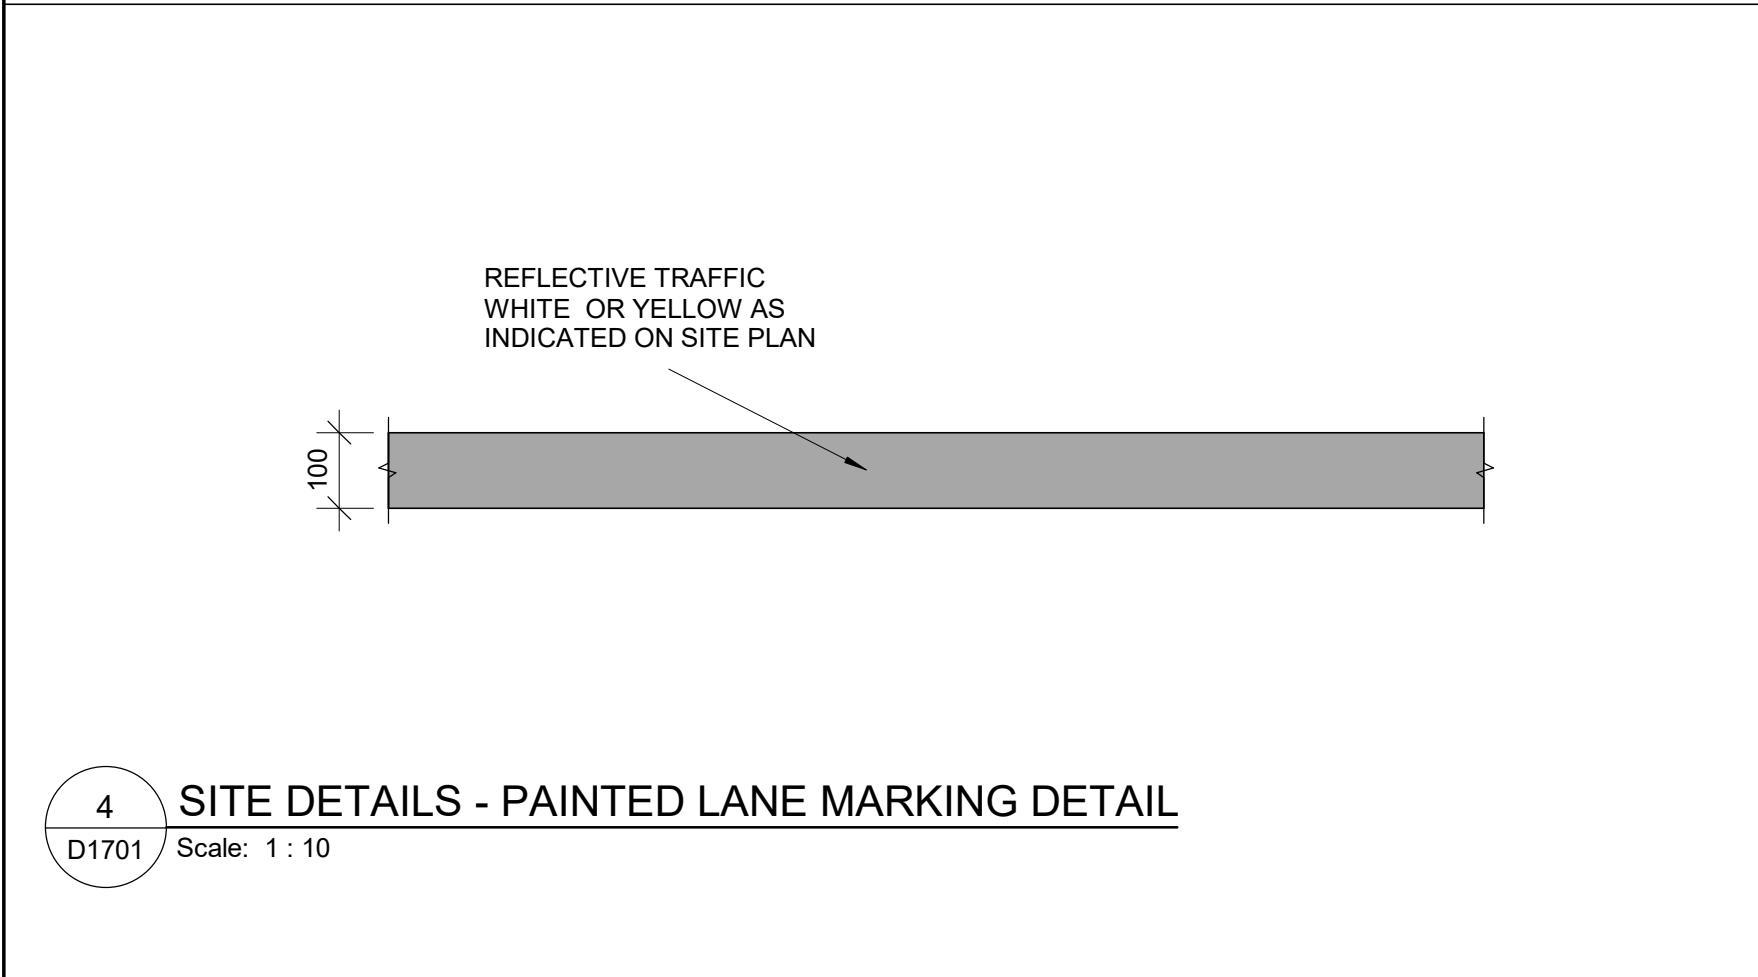 REFLECTIVE TRAFFIC
WHITE  OR YELLOW AS
INDICATED ON SITE PLAN
100
4
D1701
SITE DETAILS - PAINTED LANE MARKING DETAIL
Scale:  1 : 10